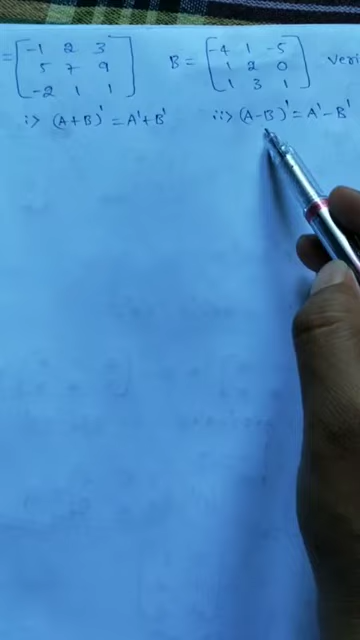 = [ -1 2 3   B = [ -4 1 -5   Veri
5 7 9   1 2 0
-2 1 1 ]   1 3 1 ]
i> (A+B)' = A'+B'   ii> (A-B)' = A'-B'